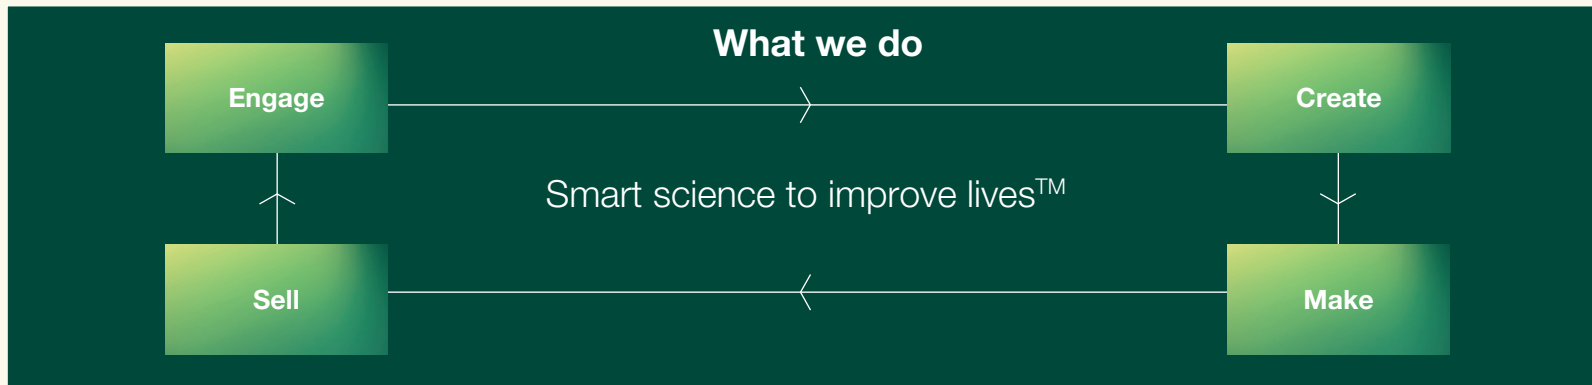 What we do
Engage
Create
Smart science to improve lives™
Sell
Make